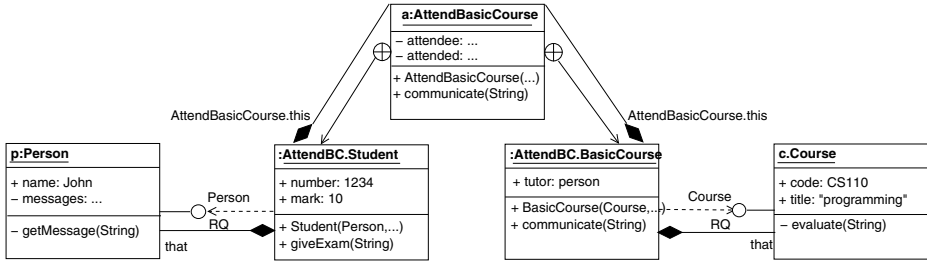 a:AttendBasicCourse
− attendee: ...
− attended: ...
+ AttendBasicCourse(...)
+ communicate(String)
AttendBasicCourse.this
AttendBasicCourse.this
p:Person
+ name: John
− messages: ...
− getMessage(String)
Person
RQ
that
:AttendBC.Student
+ number: 1234
+ mark: 10
+ Student(Person,...)
+ giveExam(String)
:AttendBC.BasicCourse
+ tutor: person
+ BasicCourse(Course,...)
+ communicate(String)
Course
RQ
that
c.Course
+ code: CS110
+ title: "programming"
− evaluate(String)